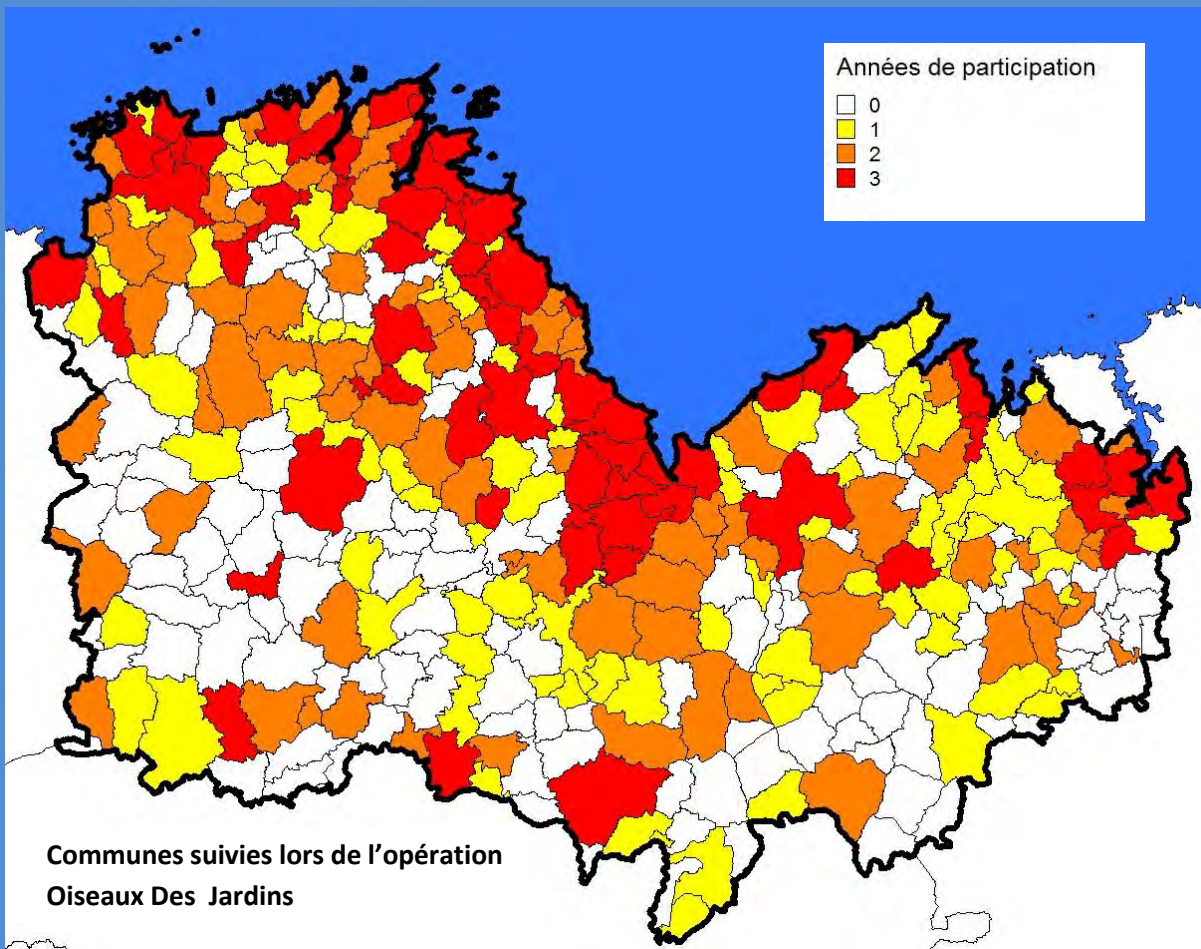 Années de participation
0
1
2
3
Communes suivies lors de l’opération
Oiseaux Des Jardins